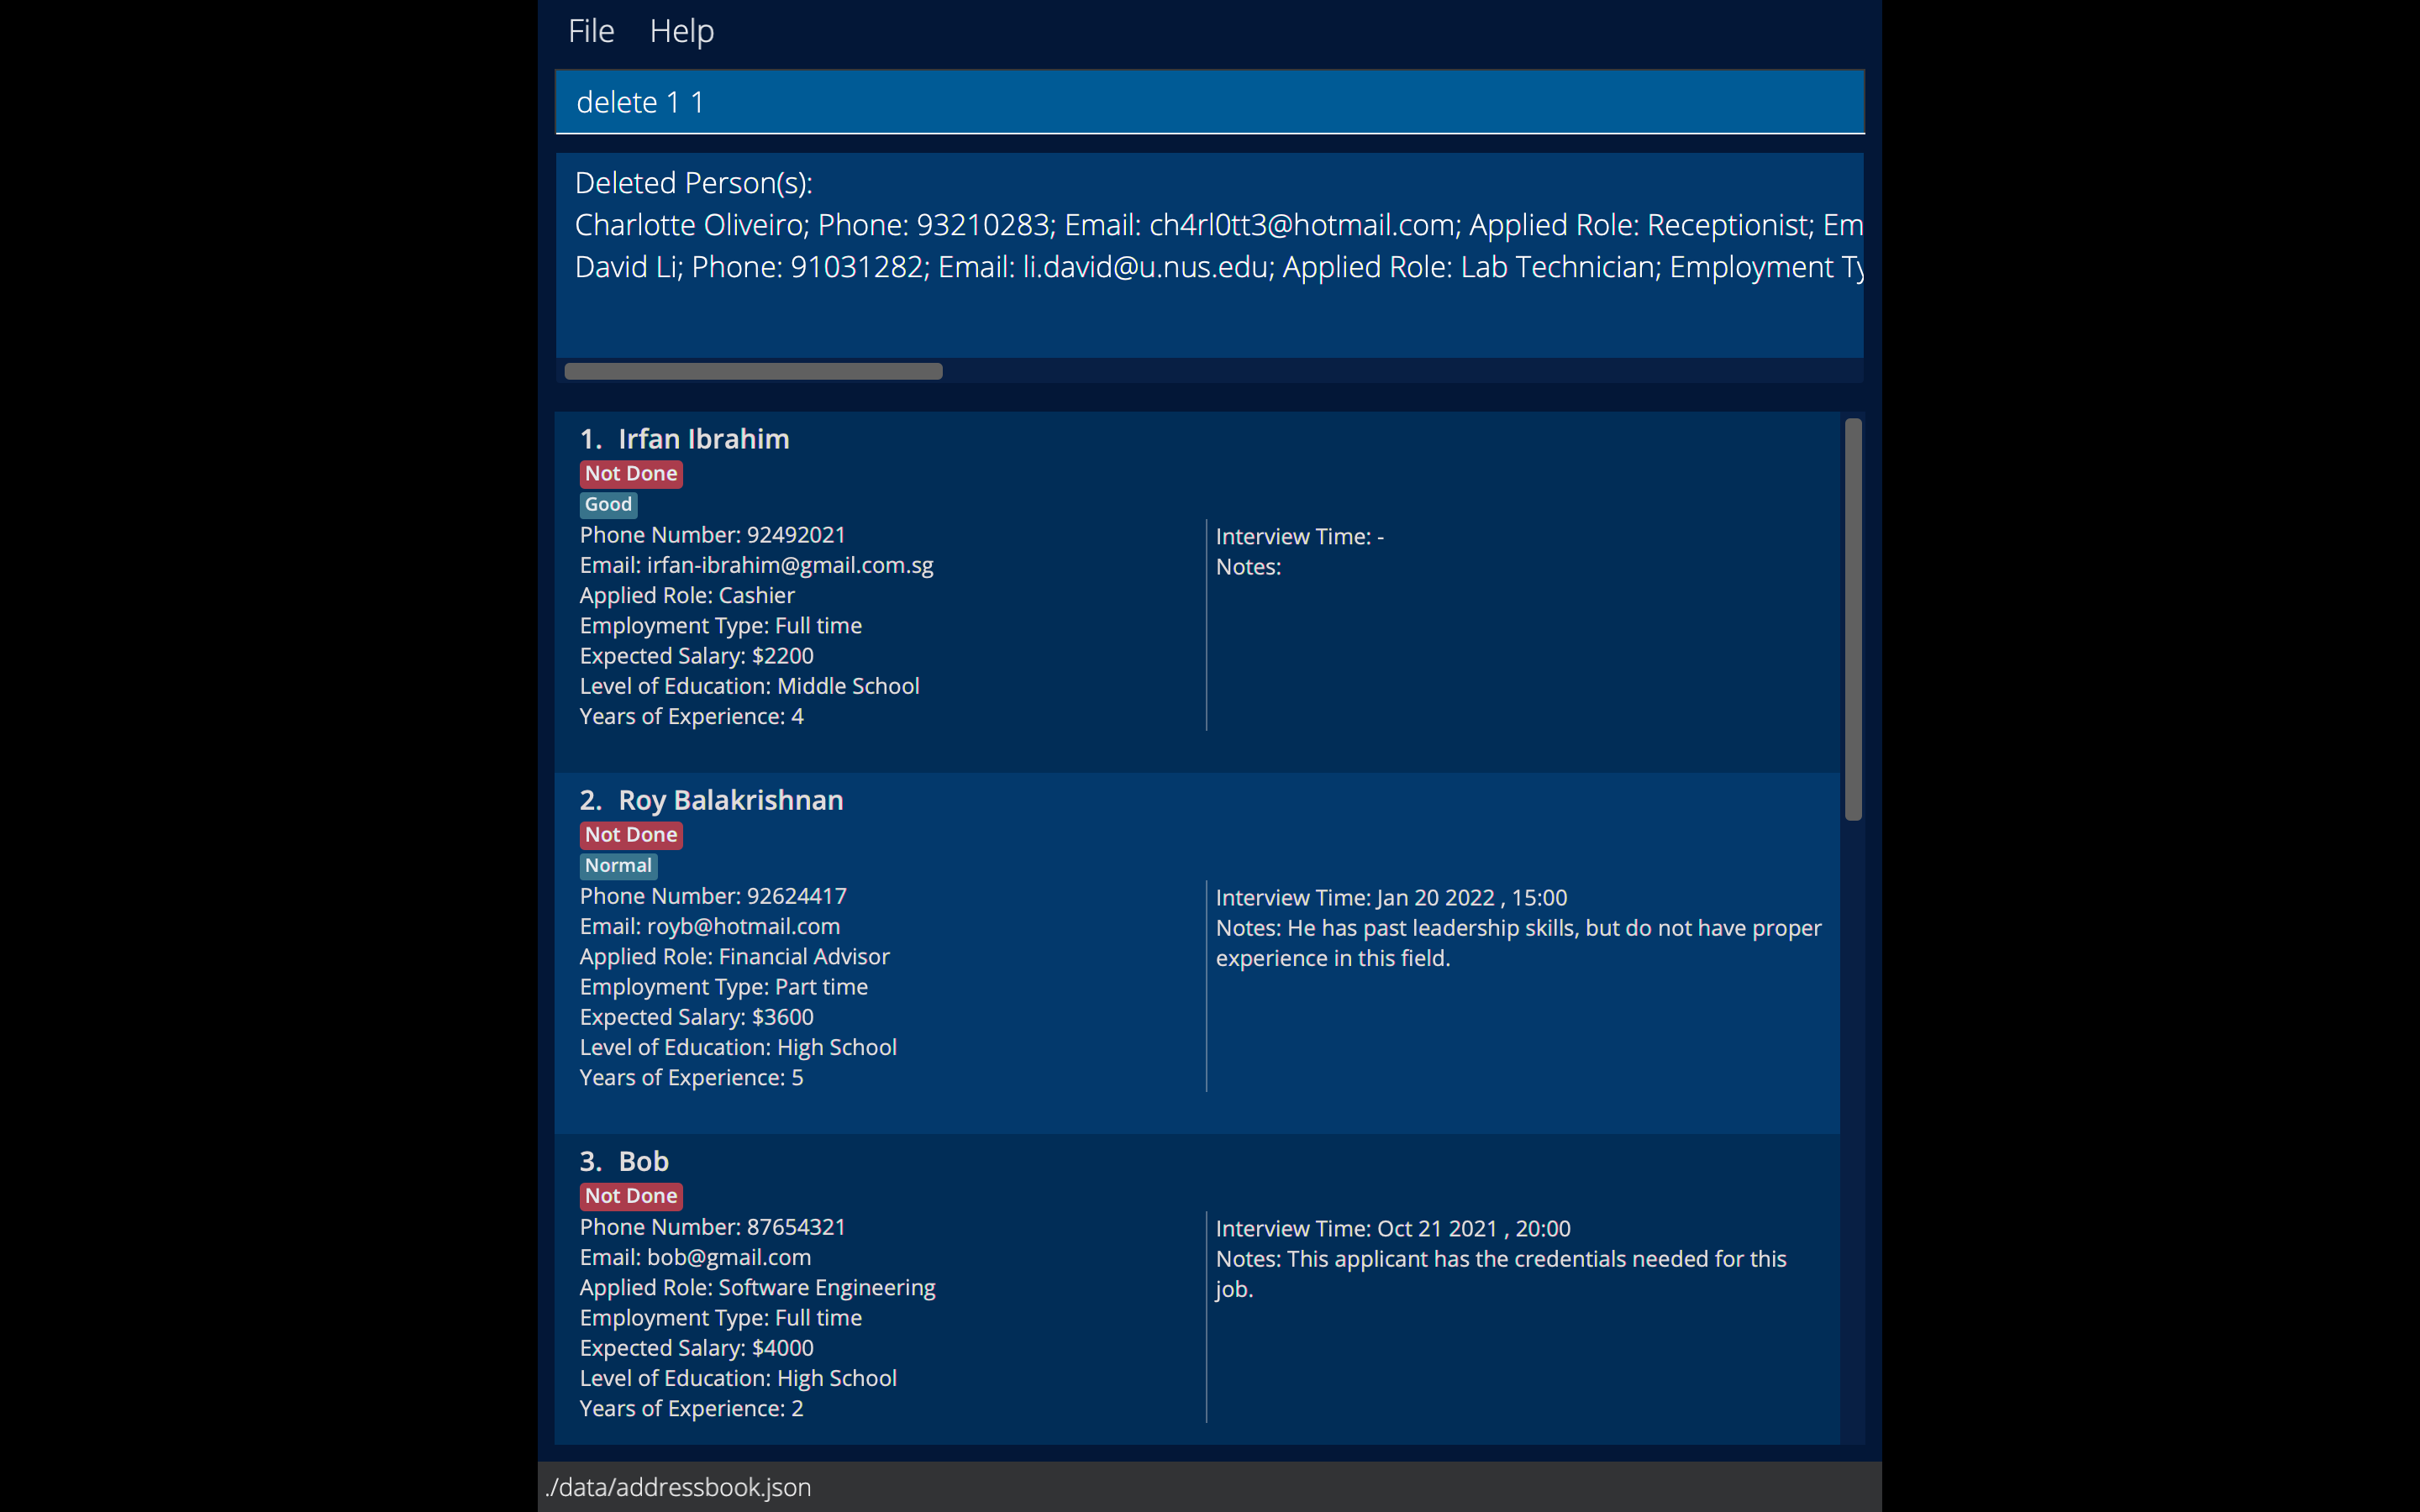 File Help
delete 1 1
Deleted Person(s):
Charlotte Oliveiro; Phone: 93210283; Email: ch4rl0tt3@hotmail.com; Applied Role: Receptionist; Em
David Li; Phone: 91031282; Email: li.david@u.nus.edu; Applied Role: Lab Technician; Employment Ty
1. Irfan Ibrahim
Not Done
Good
Phone Number: 92492021
Email: irfan-ibrahim@gmail.com.sg
Applied Role: Cashier
Employment Type: Full time
Expected Salary: $2200
Level of Education: Middle School
Years of Experience: 4
Interview Time: -
Notes:
2. Roy Balakrishnan
Not Done
Normal
Phone Number: 92624417
Email: royb@hotmail.com
Applied Role: Financial Advisor
Employment Type: Part time
Expected Salary: $3600
Level of Education: High School
Years of Experience: 5
Interview Time: Jan 20 2022 , 15:00
Notes: He has past leadership skills, but do not have proper
experience in this field.
3. Bob
Not Done
Phone Number: 87654321
Email: bob@gmail.com
Applied Role: Software Engineering
Employment Type: Full time
Expected Salary: $4000
Level of Education: High School
Years of Experience: 2
Interview Time: Oct 21 2021 , 20:00
Notes: This applicant has the credentials needed for this
job.
./data/addressbook.json